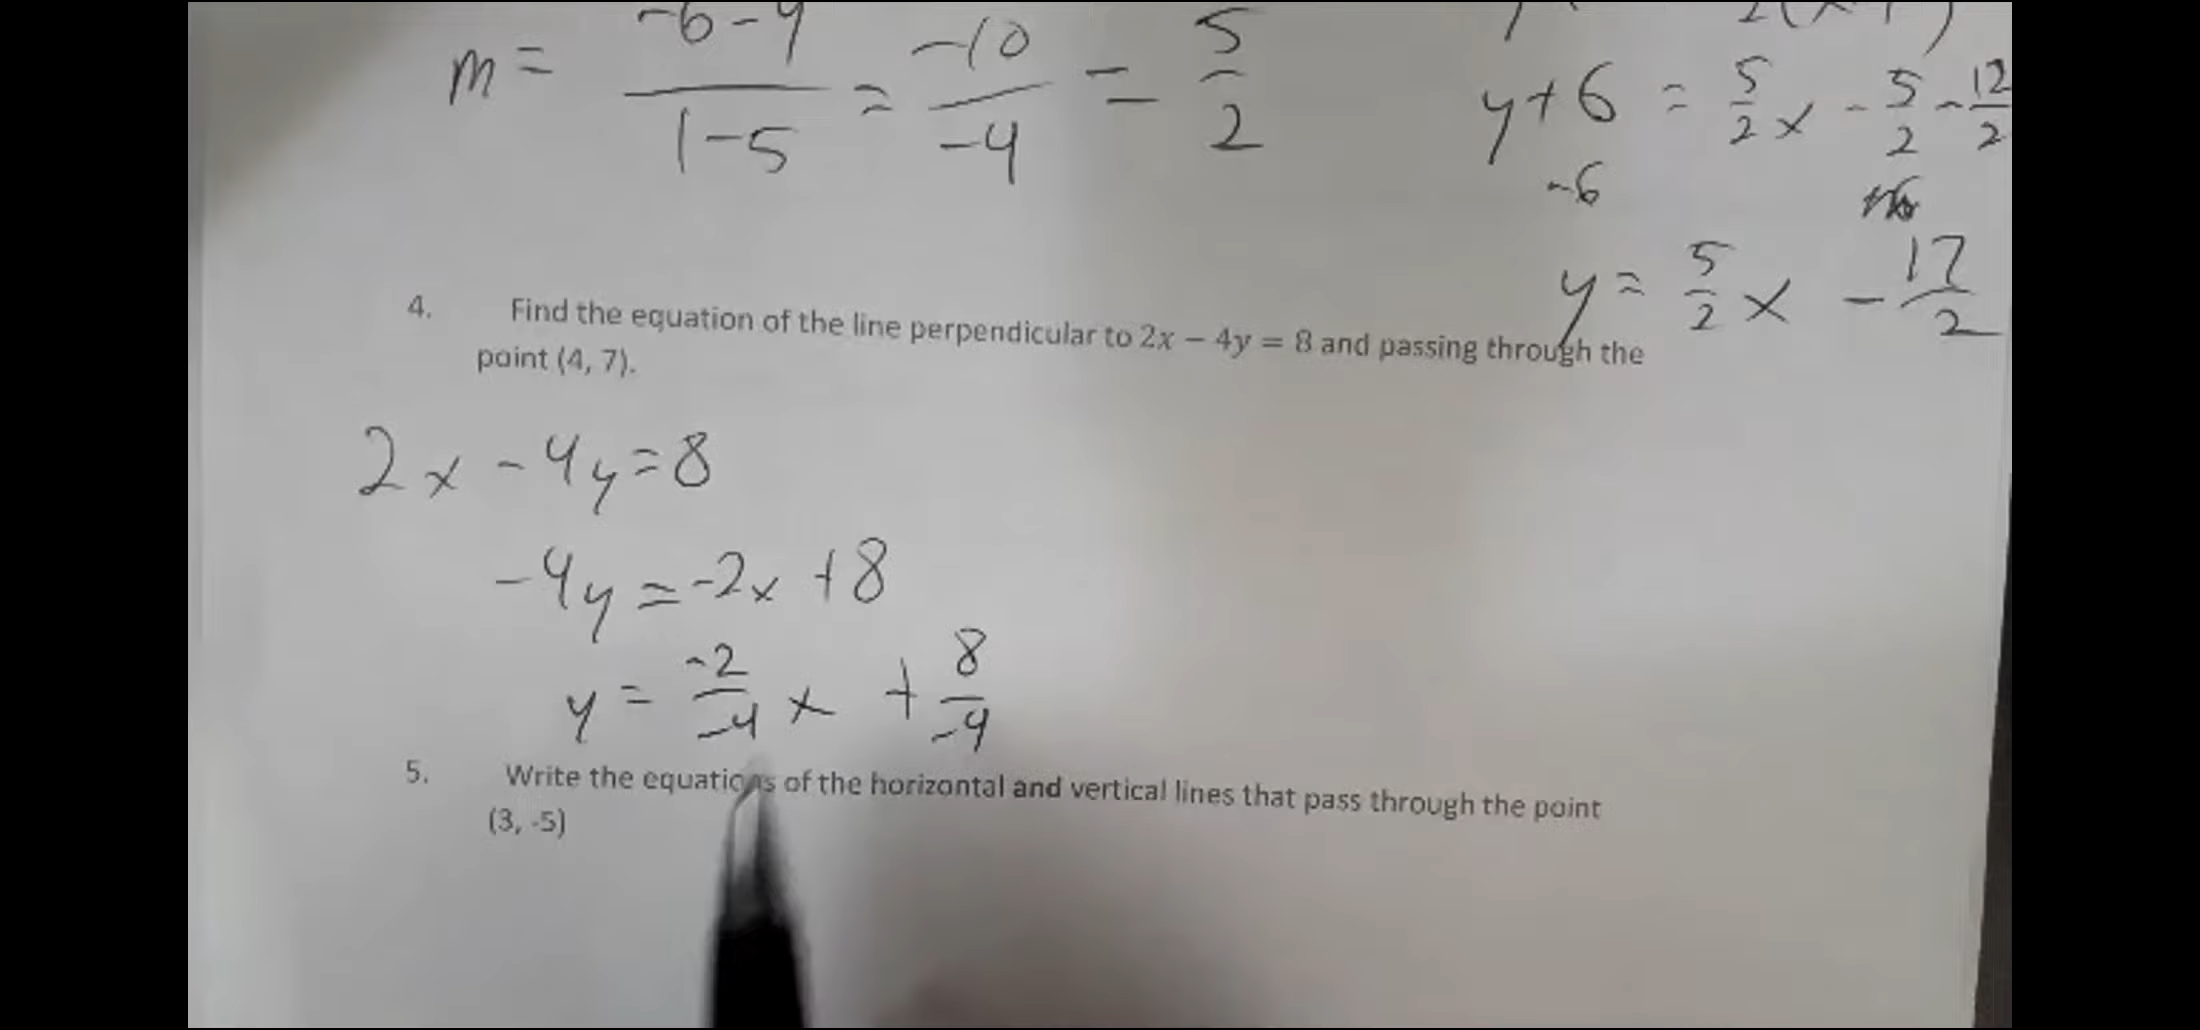 m = -6-4 / 1-5 = -10 / -4 = 5/2
y+6 = 5/2 x - 5/2 - 12/2
-6
y = 5/2 x - 17/2
4. Find the equation of the line perpendicular to 2x − 4y = 8 and passing through the
point (4, 7).
2x - 4y = 8
-4y = -2x + 8
y = -2/-4 x + 8/-4
5. Write the equations of the horizontal and vertical lines that pass through the point
(3, -5)